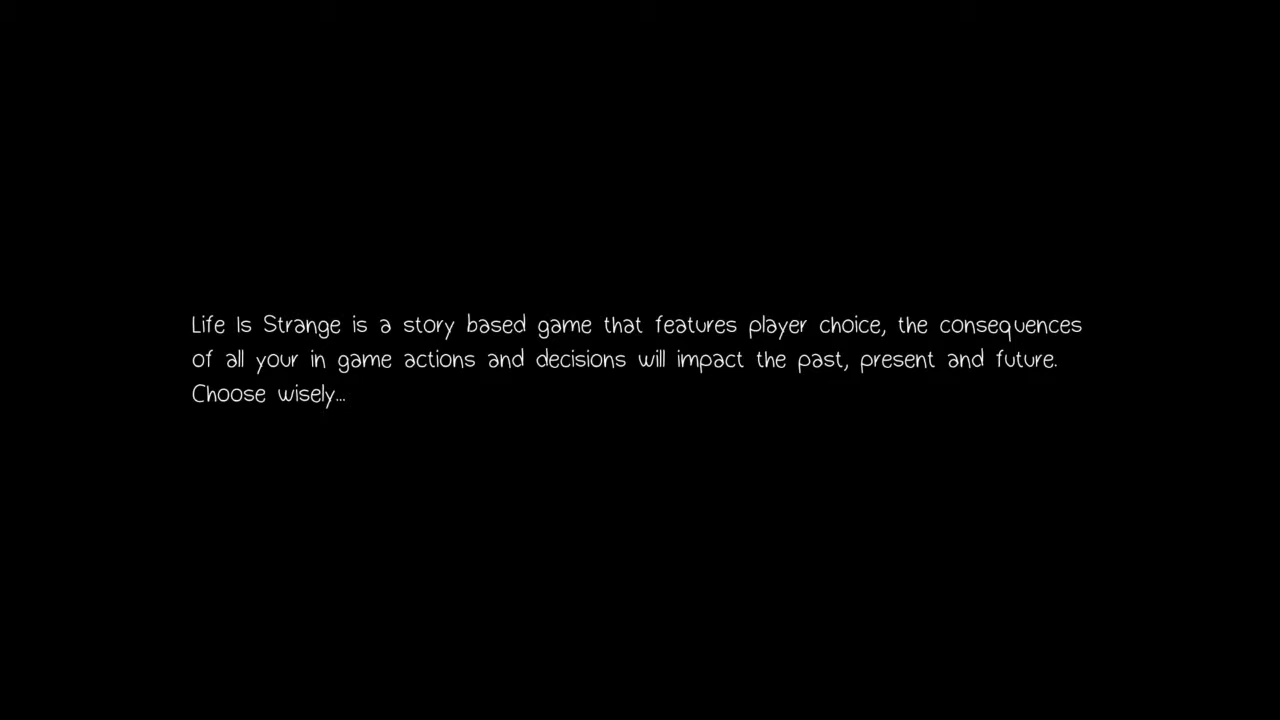 Life Is Strange is a story based game that features player choice, the consequences
of all your in game actions and decisions will impact the past, present and future.
Choose wisely...